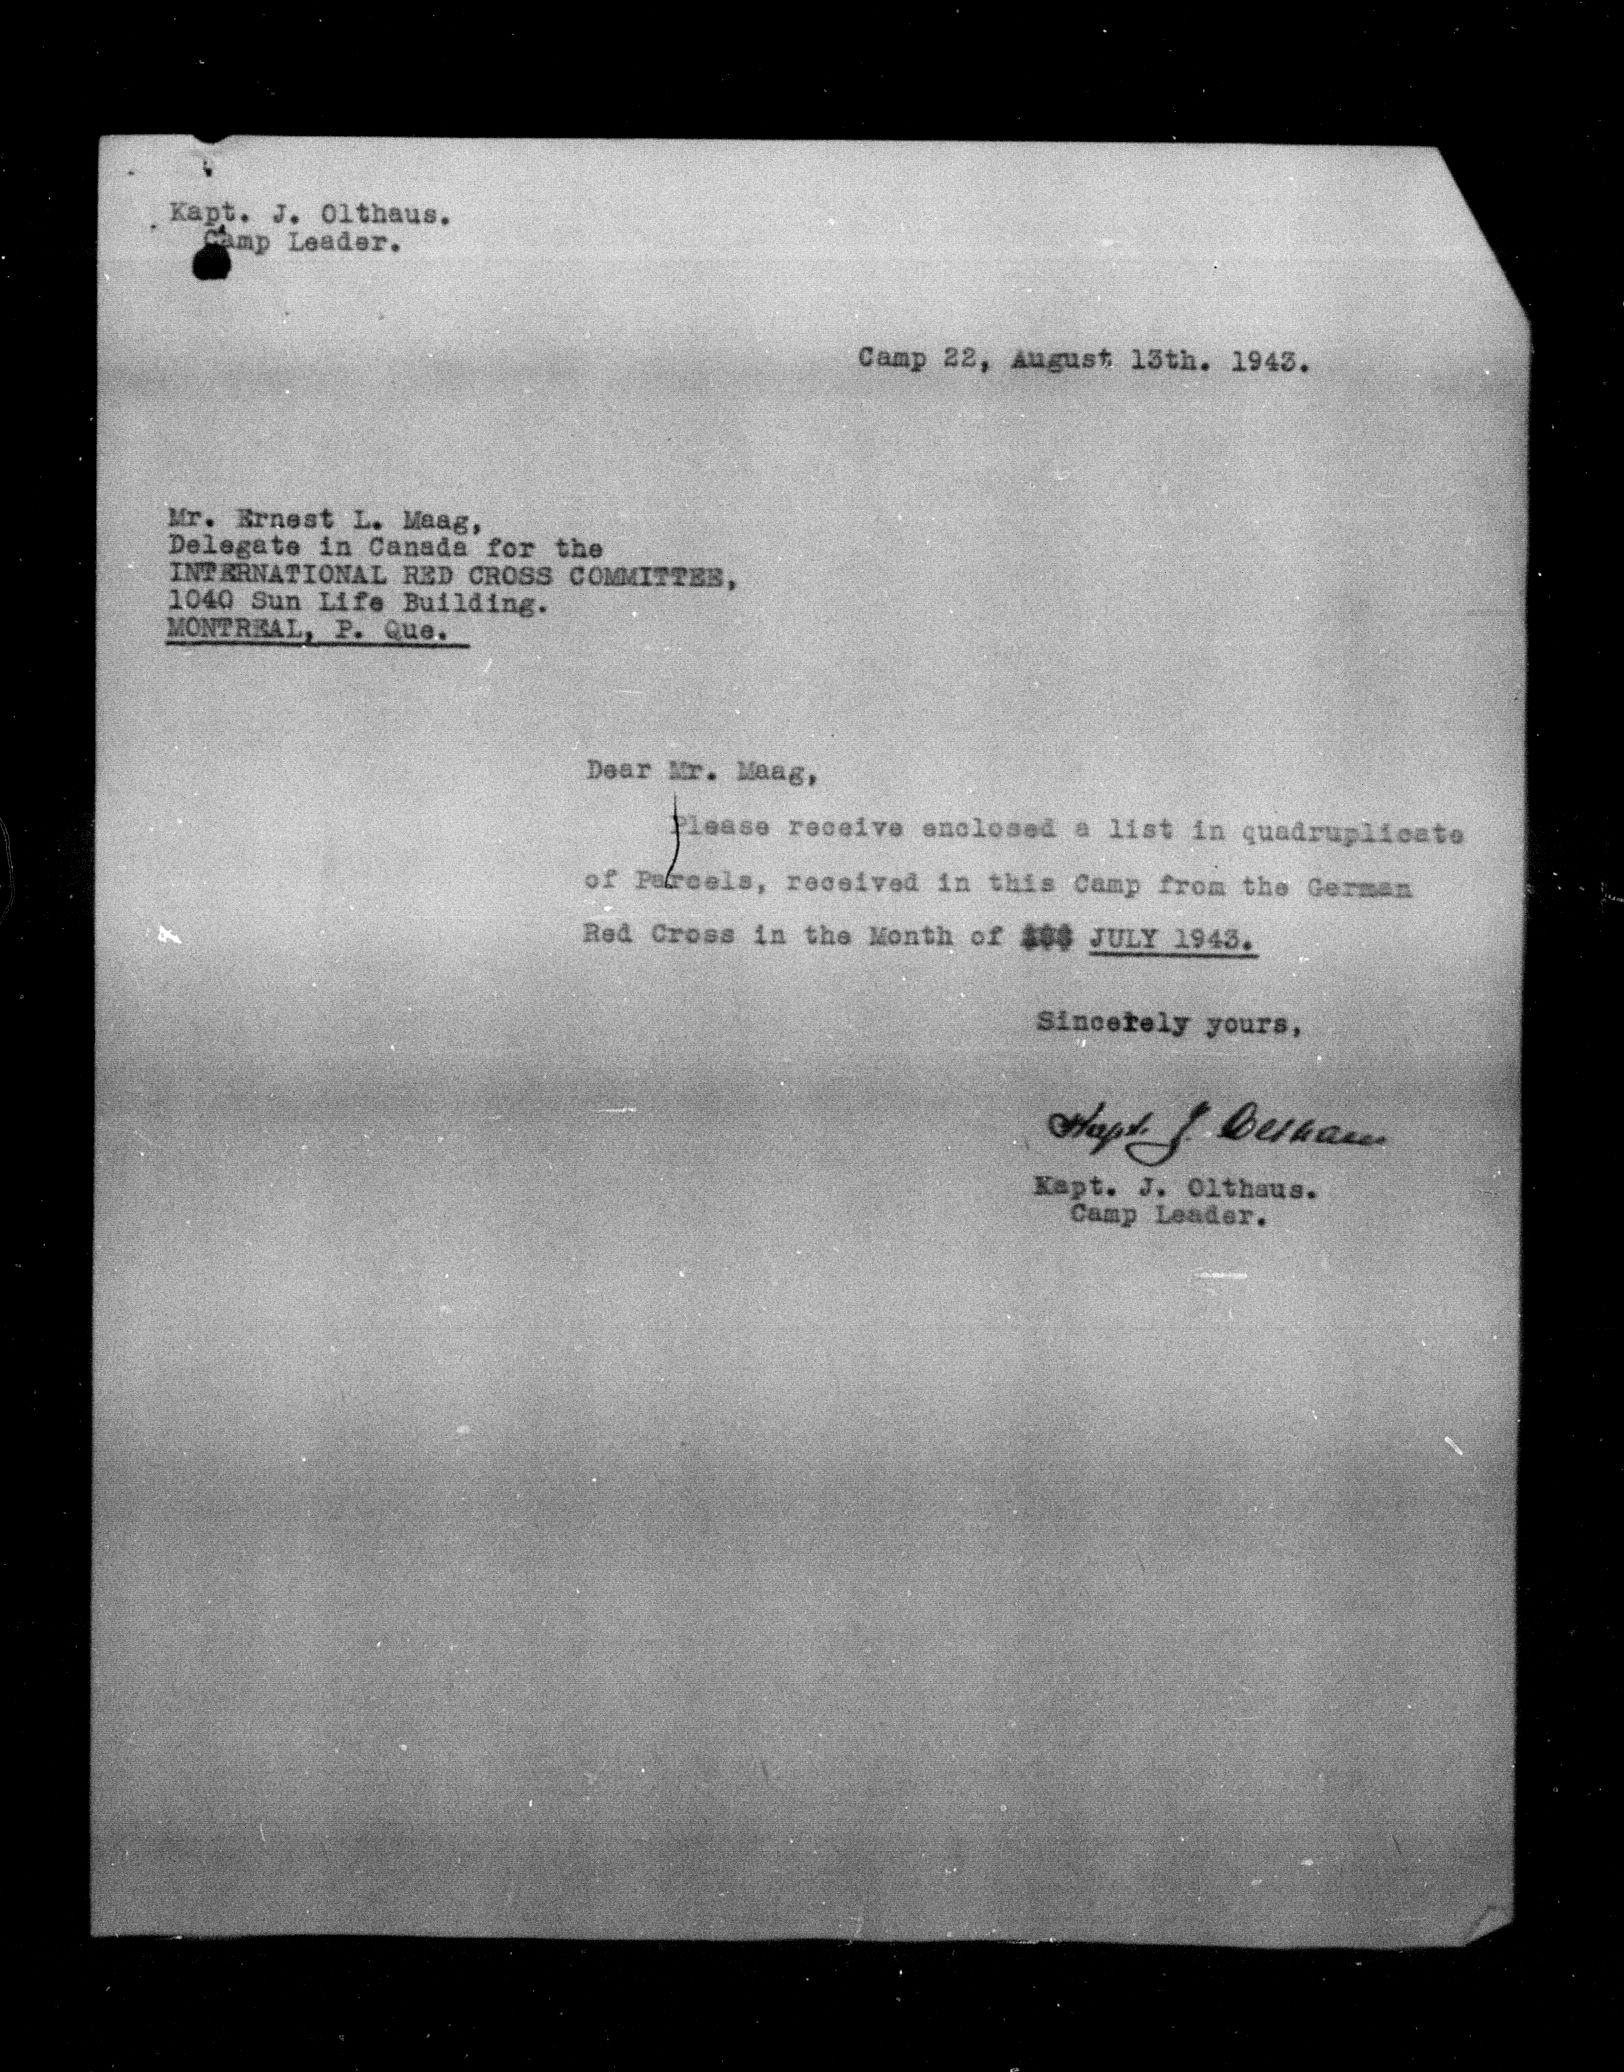 Kapt. J. Olthaus.
Camp Leader.
Camp 22, August 13th. 1943.
Mr. Ernest L. Maag,
Delegate in Canada for the
INTERNATIONAL RED CROSS COMMITTEE,
1040 Sun Life Building.
MONTREAL, P. Que.
Dear Mr. Maag,
Please receive enclosed a list in quadruplicate
of Parcels, received in this Camp from the German
Red Cross in the Month of JULY 1943.
Sincerely yours,
Kapt. J. Olthaus
Kapt. J. Olthaus.
Camp Leader.